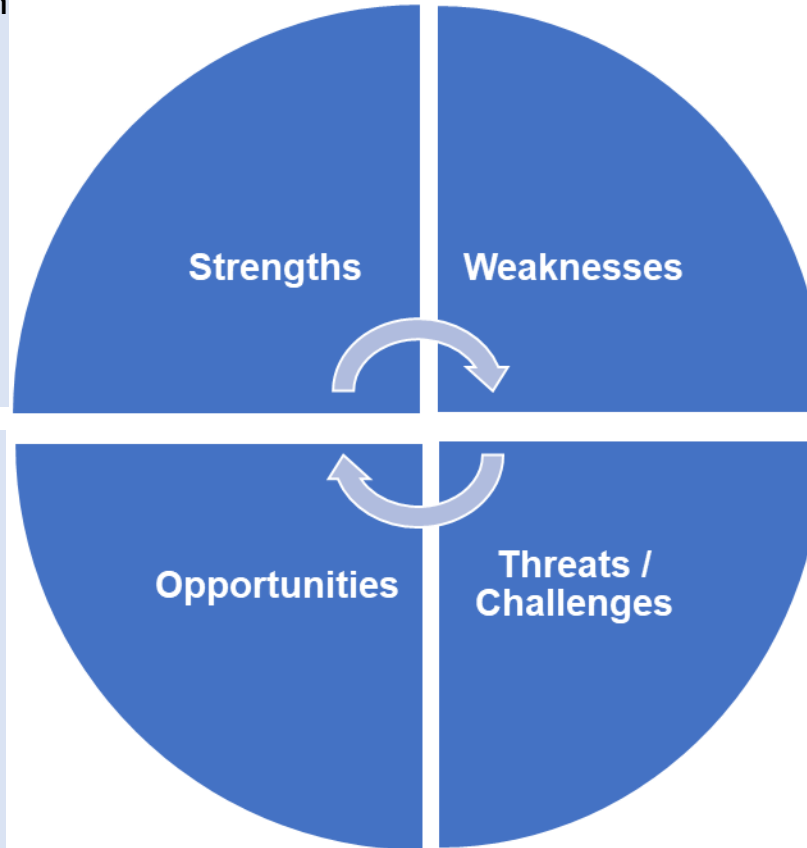 Strengths
Weaknesses
Opportunities
Threats /
Challenges